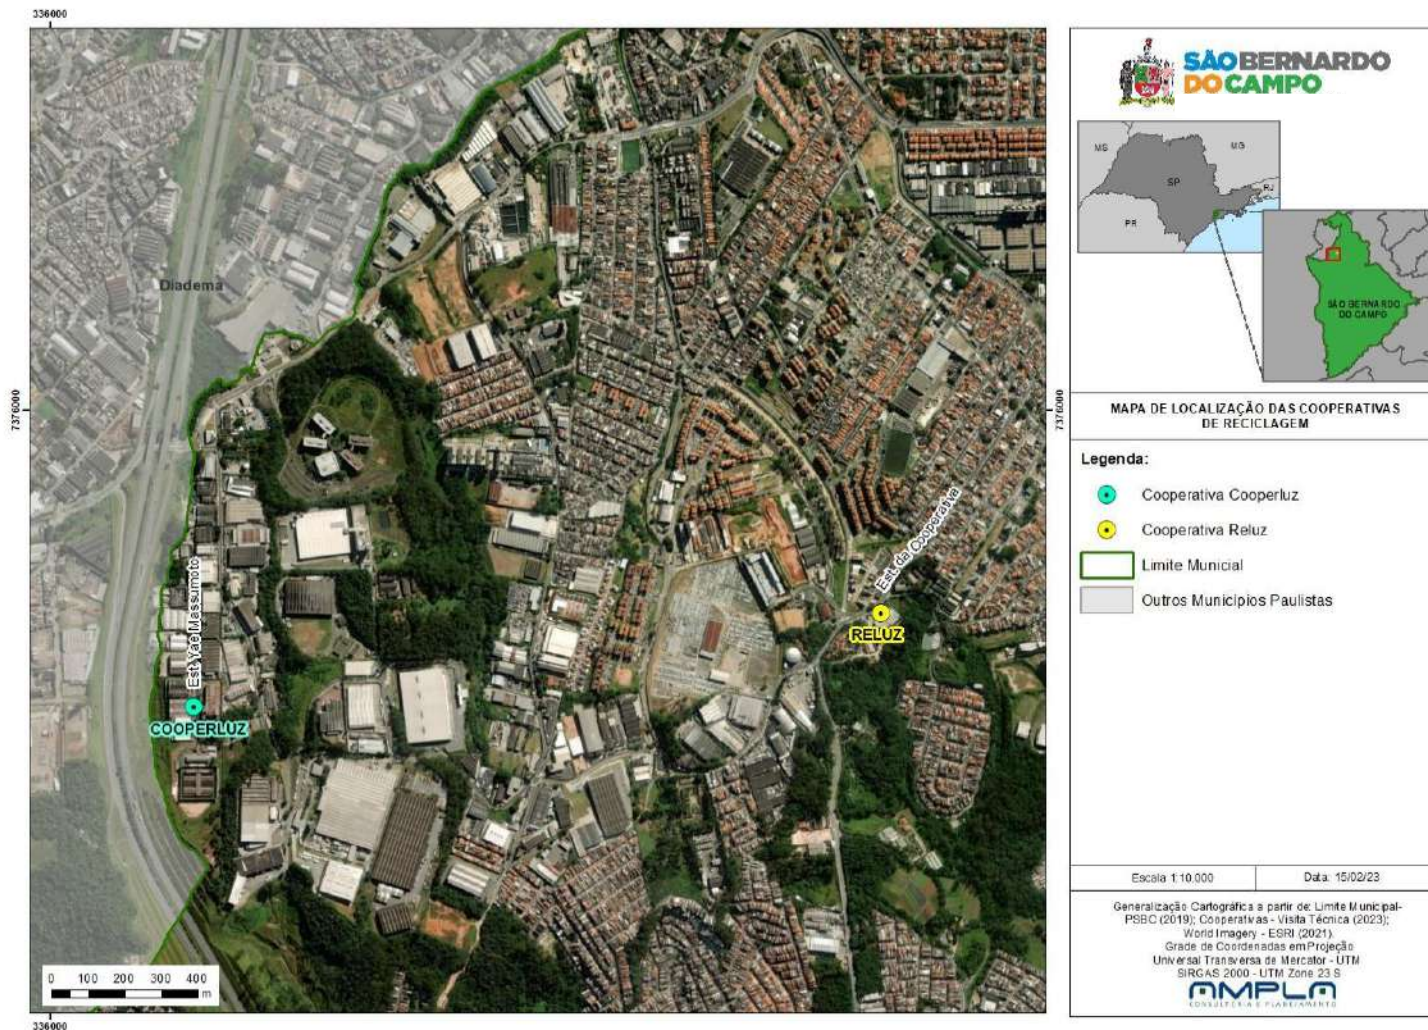 336000
7376000
Diadema
Est. Yae Massumoto
COOPERLUZ
Est. da Cooperativa
RELUZ
0 100 200 300 400
m
336000
7376000
SÃO BERNARDO
DO CAMPO
MS
MG
SP
RJ
PR
SÃO BERNARDO
DO CAMPO
MAPA DE LOCALIZAÇÃO DAS COOPERATIVAS
DE RECICLAGEM
Legenda:
Cooperativa Cooperluz
Cooperativa Reluz
Limite Municial
Outros Municípios Paulistas
Escala 1:10.000
Data: 15/02/23
Generalização Cartográfica a partir de: Limite Municipal-
PSBC (2019); Cooperativas - Visita Técnica (2023);
World Imagery - ESRI (2021).
Grade de Coordenadas em Projeção
Universal Transversa de Mercator - UTM
SIRGAS 2000 - UTM Zone 23 S
AMPLA
CONSULTORIA E PLANEJAMENTO